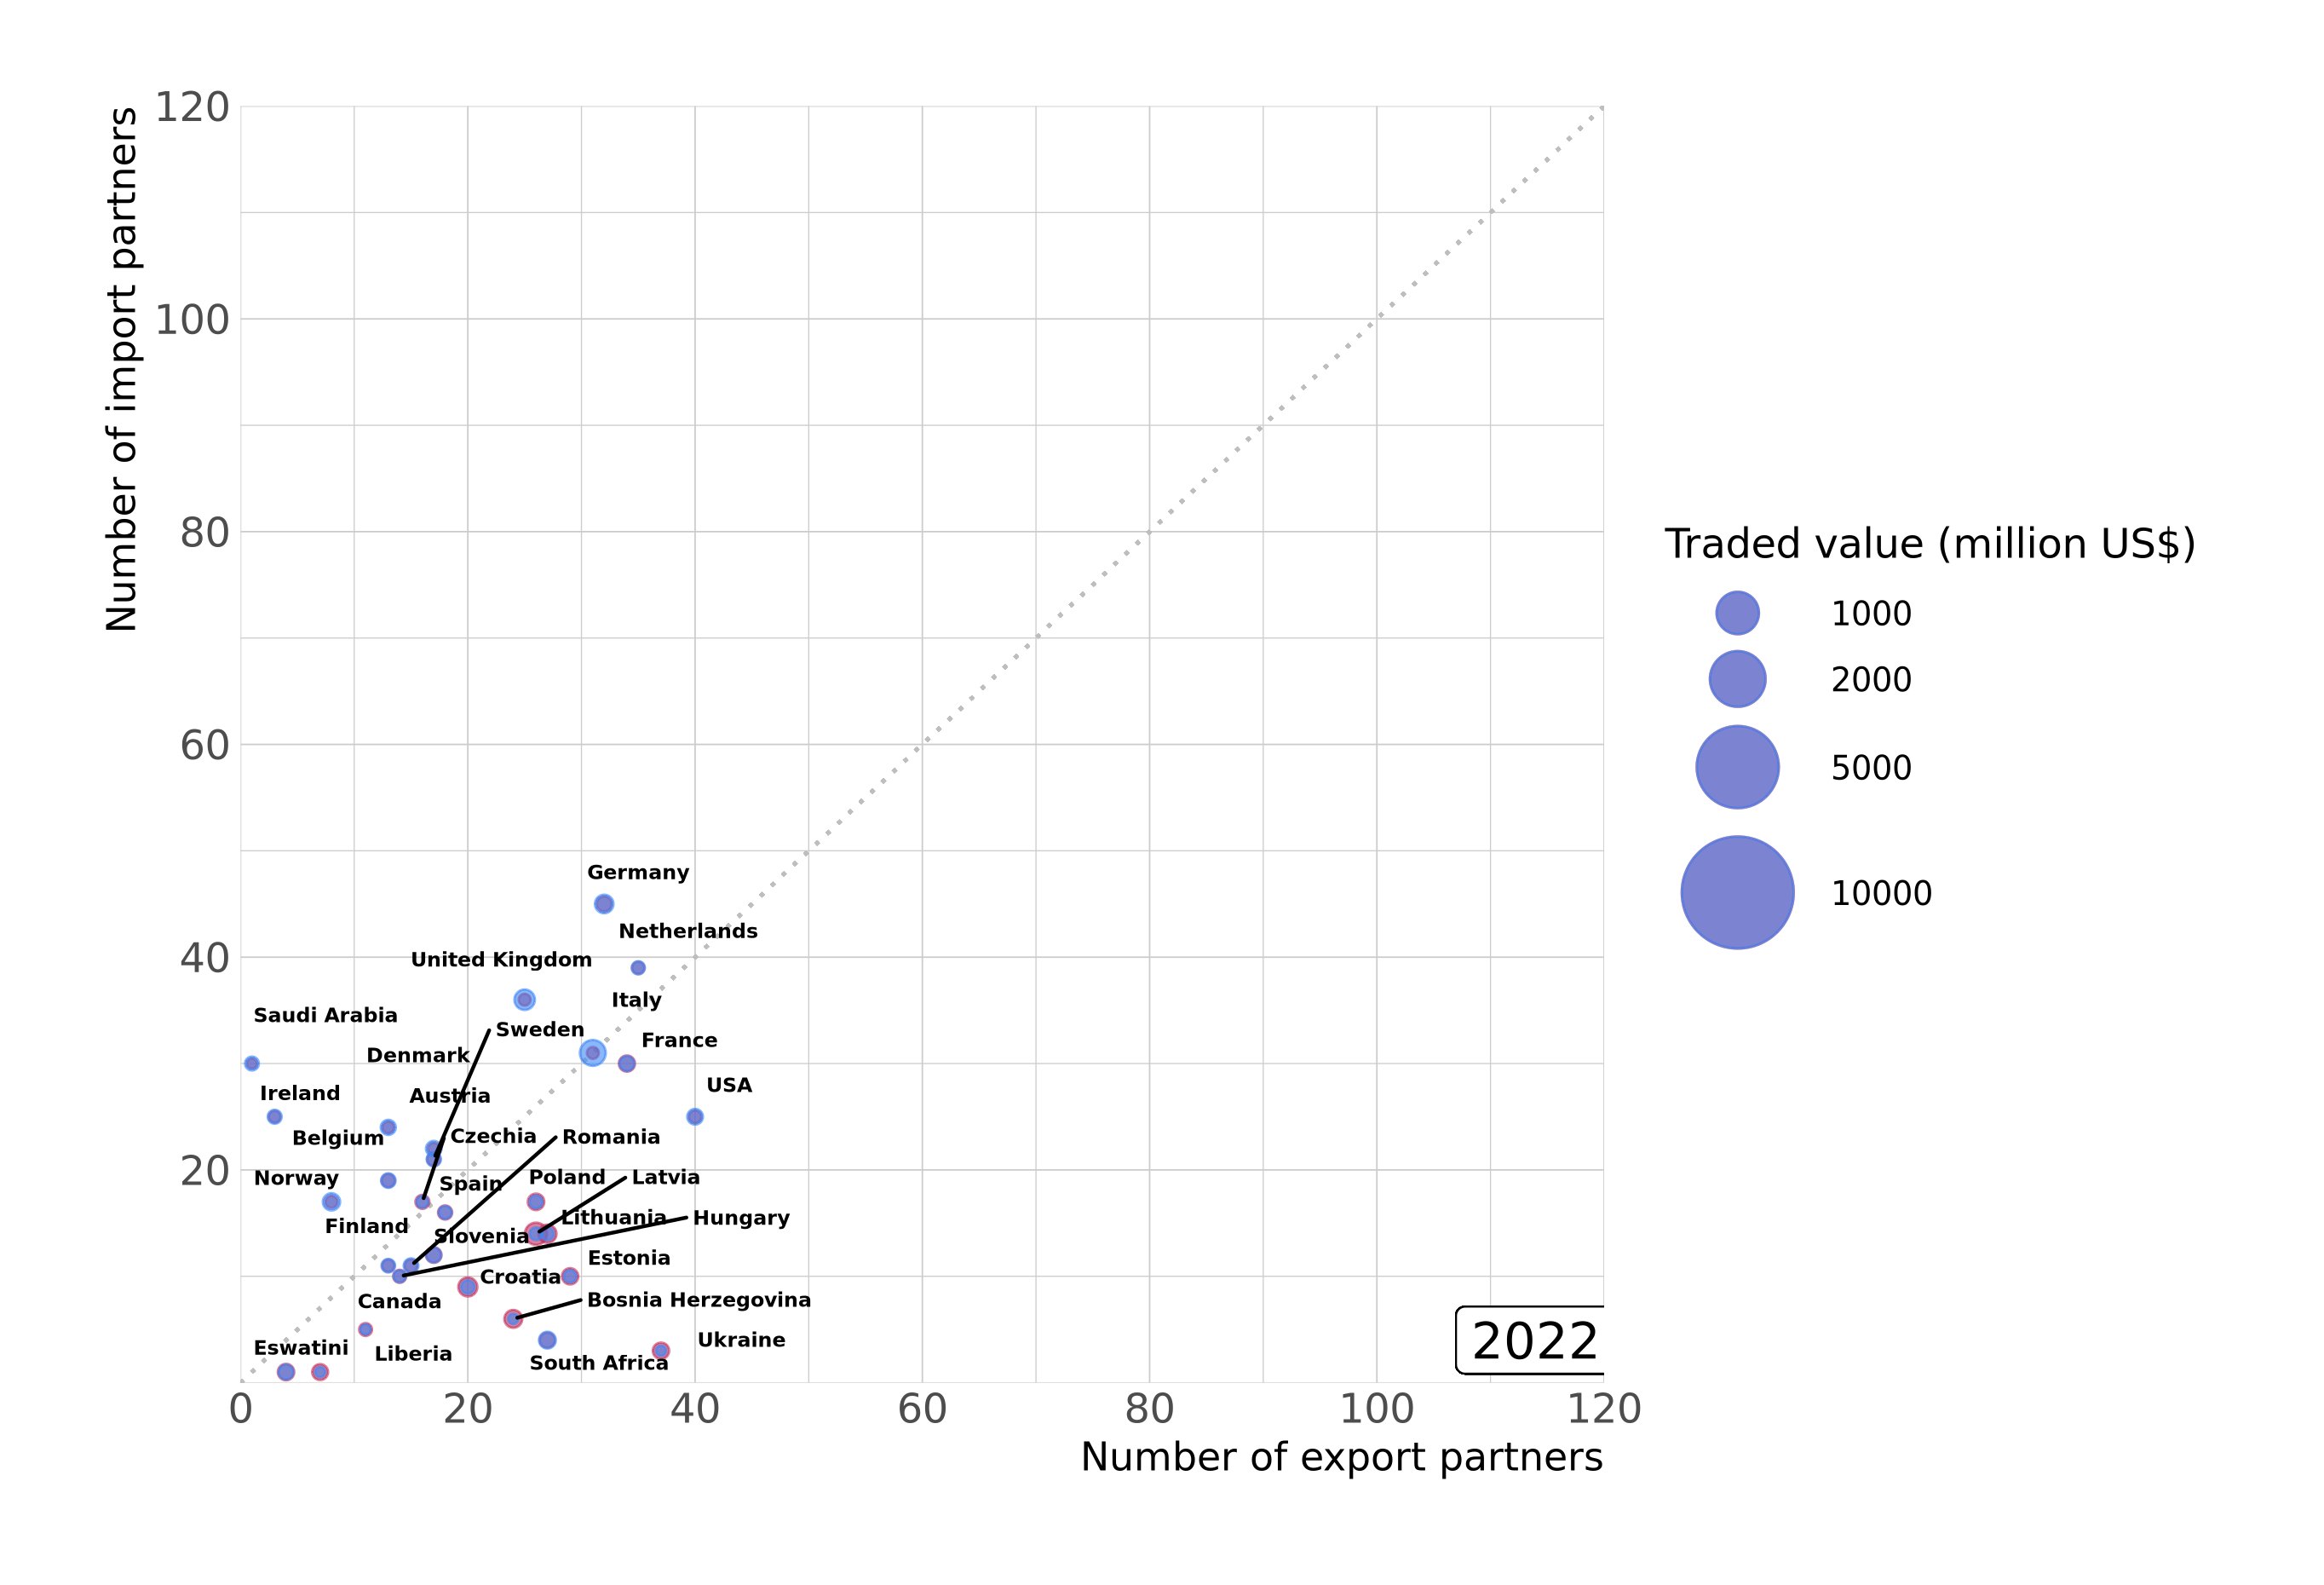 Number of import partners
120
100
80
60
40
20
0
20
40
60
80
100
120
Number of export partners
Germany
Netherlands
United Kingdom
Italy
Saudi Arabia
Sweden
France
Denmark
USA
Ireland
Austria
Belgium
Czechia
Romania
Norway
Spain
Poland
Latvia
Finland
Lithuania
Hungary
Slovenia
Estonia
Croatia
Canada
Bosnia Herzegovina
Eswatini
Liberia
Ukraine
South Africa
2022
Traded value (million US$)
1000
2000
5000
10000